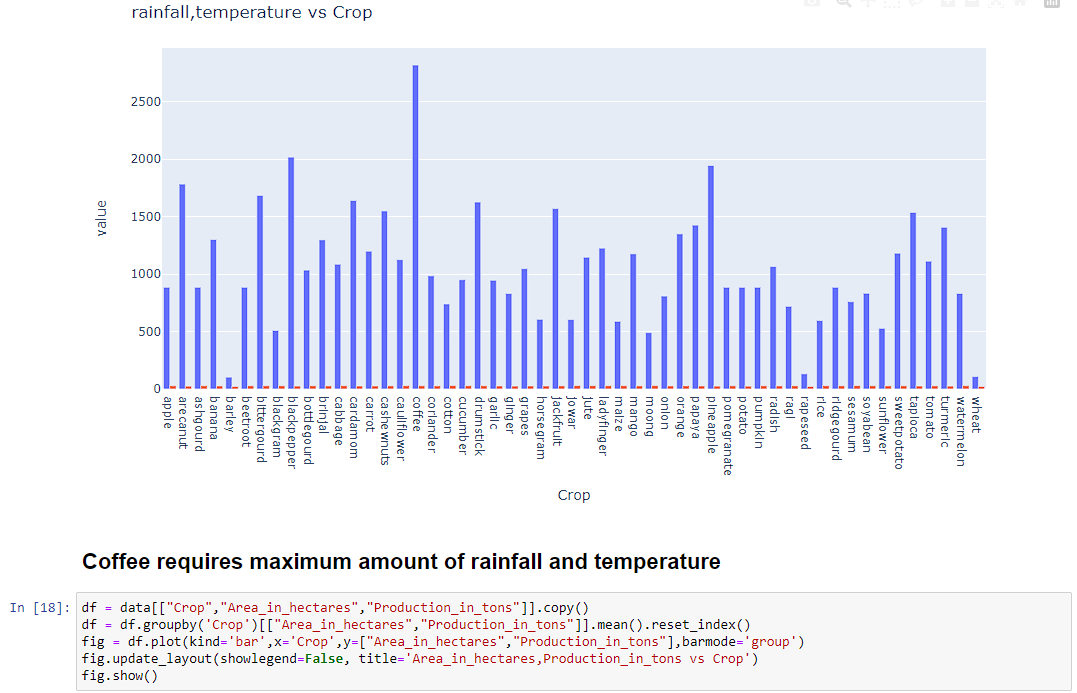 rainfall,temperature vs Crop
2500
2000
1500
1000
500
0
value
apple
arecanut
ashgourd
banana
barley
beetroot
bittergourd
blackgram
blackpepper
bottlegourd
brinjal
cabbage
cardamom
carrot
cashewnuts
cauliflower
coffee
coriander
cotton
cucumber
drumstick
garlic
ginger
grapes
horsegram
jackfruit
jowar
jute
ladyfinger
maize
mango
moong
onion
orange
papaya
pineapple
pomegranate
potato
pumpkin
radish
ragi
rapeseed
rice
ridgegourd
sesamum
soyabean
sunflower
sweetpotato
tapioca
tomato
turmeric
watermelon
wheat
Crop
Coffee requires maximum amount of rainfall and temperature
In [18]: df = data[["Crop","Area_in_hectares","Production_in_tons"]].copy()
df = df.groupby('Crop')[["Area_in_hectares","Production_in_tons"]].mean().reset_index()
fig = df.plot(kind='bar',x='Crop',y=["Area_in_hectares","Production_in_tons"],barmode='group')
fig.update_layout(showlegend=False, title='Area_in_hectares,Production_in_tons vs Crop')
fig.show()